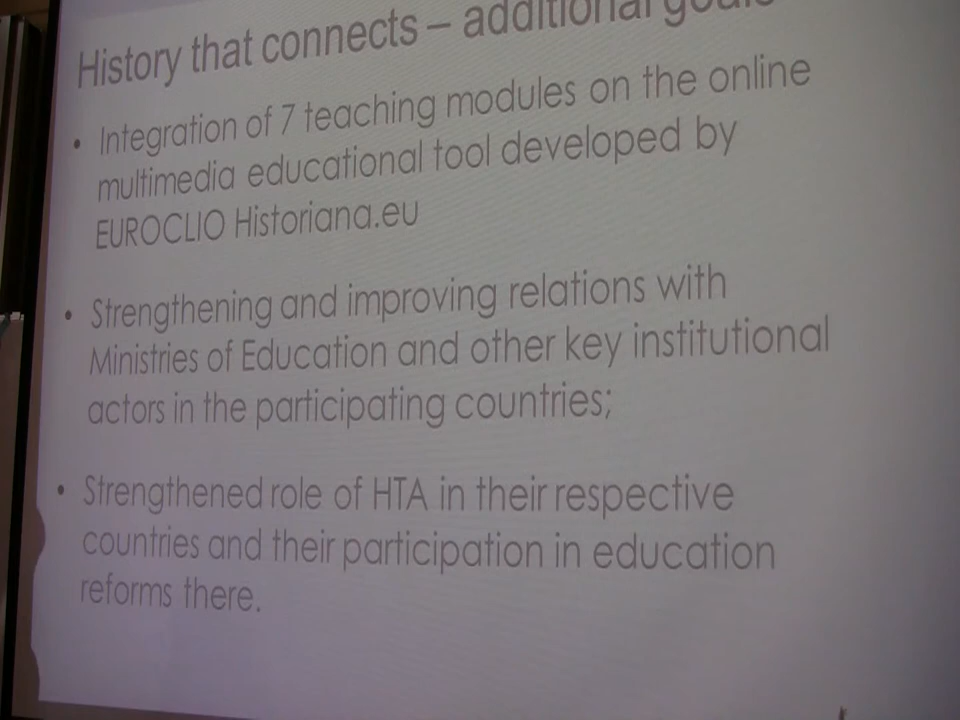 History that connects – additional goals
• Integration of 7 teaching modules on the online
multimedia educational tool developed by
EUROCLIO Historiana.eu
• Strengthening and improving relations with
Ministries of Education and other key institutional
actors in the participating countries;
• Strengthened role of HTA in their respective
countries and their participation in education
reforms there.